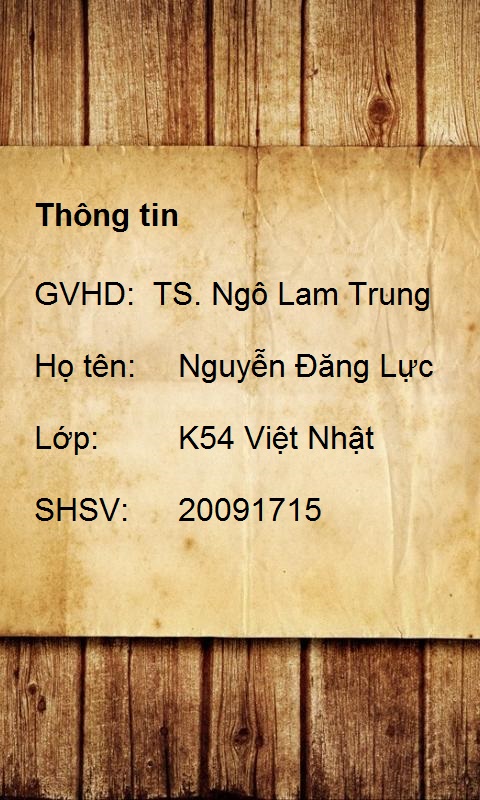 Thông tin
GVHD: TS. Ngô Lam Trung
Họ tên: Nguyễn Đăng Lực
Lớp: K54 Việt Nhật
SHSV: 20091715